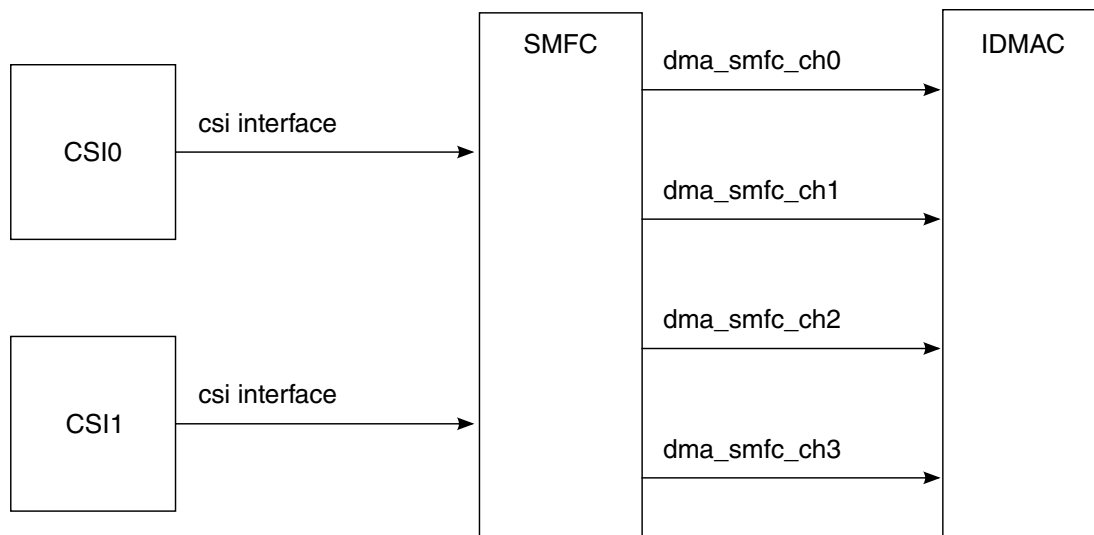 SMFC
IDMAC
dma_smfc_ch0
csi interface
CSI0
dma_smfc_ch1
dma_smfc_ch2
csi interface
CSI1
dma_smfc_ch3